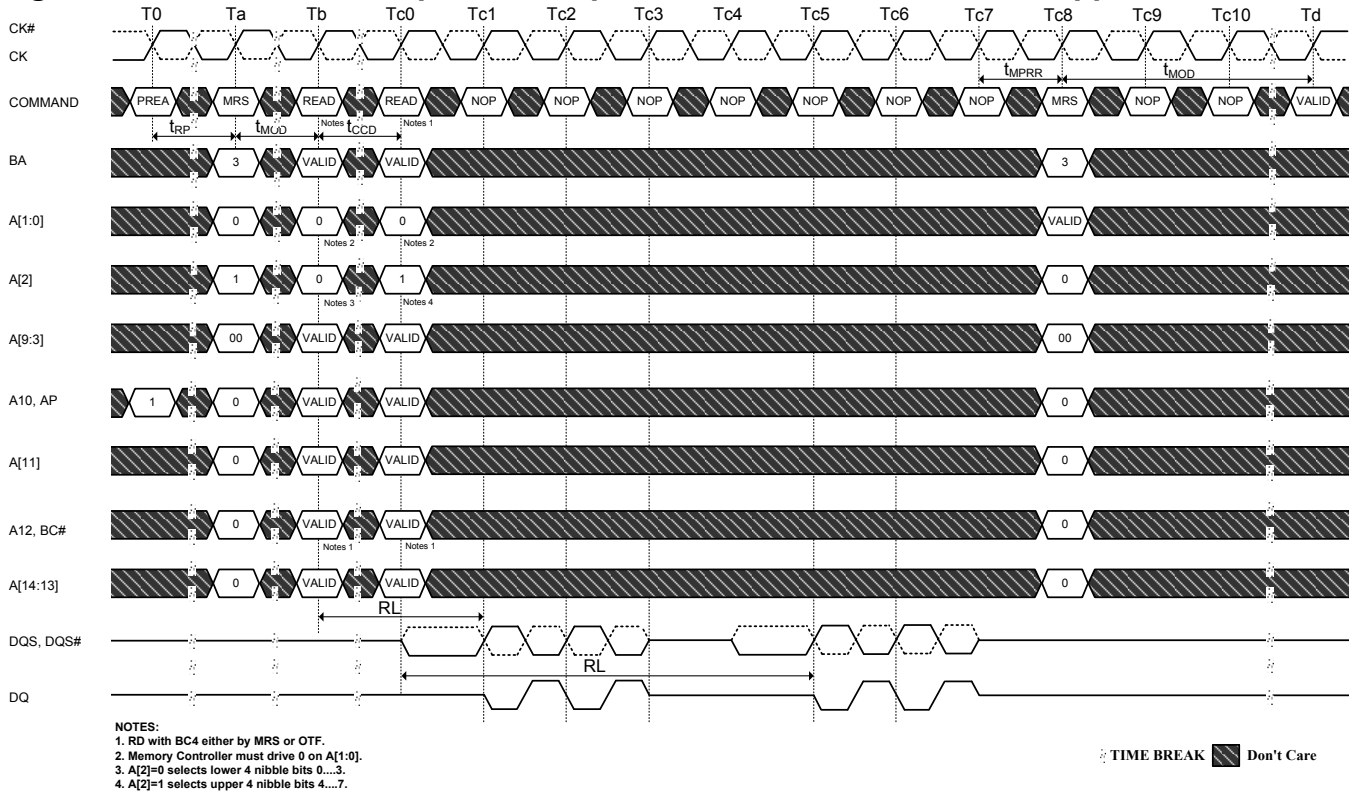 T0 Ta Tb Tc0 Tc1 Tc2 Tc3 Tc4 Tc5 Tc6 Tc7 Tc8 Tc9 Tc10 Td
CK#
CK
tMPRR tMOD
COMMAND PREA MRS READ READ NOP NOP NOP NOP NOP NOP NOP MRS NOP NOP VALID
Notes 1 Notes 1
tRP tMOD tCCD
BA 3 VALID VALID 3
A[1:0] 0 0 0 VALID
Notes 2 Notes 2
A[2] 1 0 1 0
Notes 3 Notes 4
A[9:3] 00 VALID VALID 00
A10, AP 1 0 VALID VALID 0
A[11] 0 VALID VALID 0
A12, BC# 0 VALID VALID 0
Notes 1 Notes 1
A[14:13] 0 VALID VALID 0
RL
DQS, DQS#
RL
DQ
NOTES:
1. RD with BC4 either by MRS or OTF.
2. Memory Controller must drive 0 on A[1:0].
3. A[2]=0 selects lower 4 nibble bits 0....3.
4. A[2]=1 selects upper 4 nibble bits 4....7.
TIME BREAK Don't Care